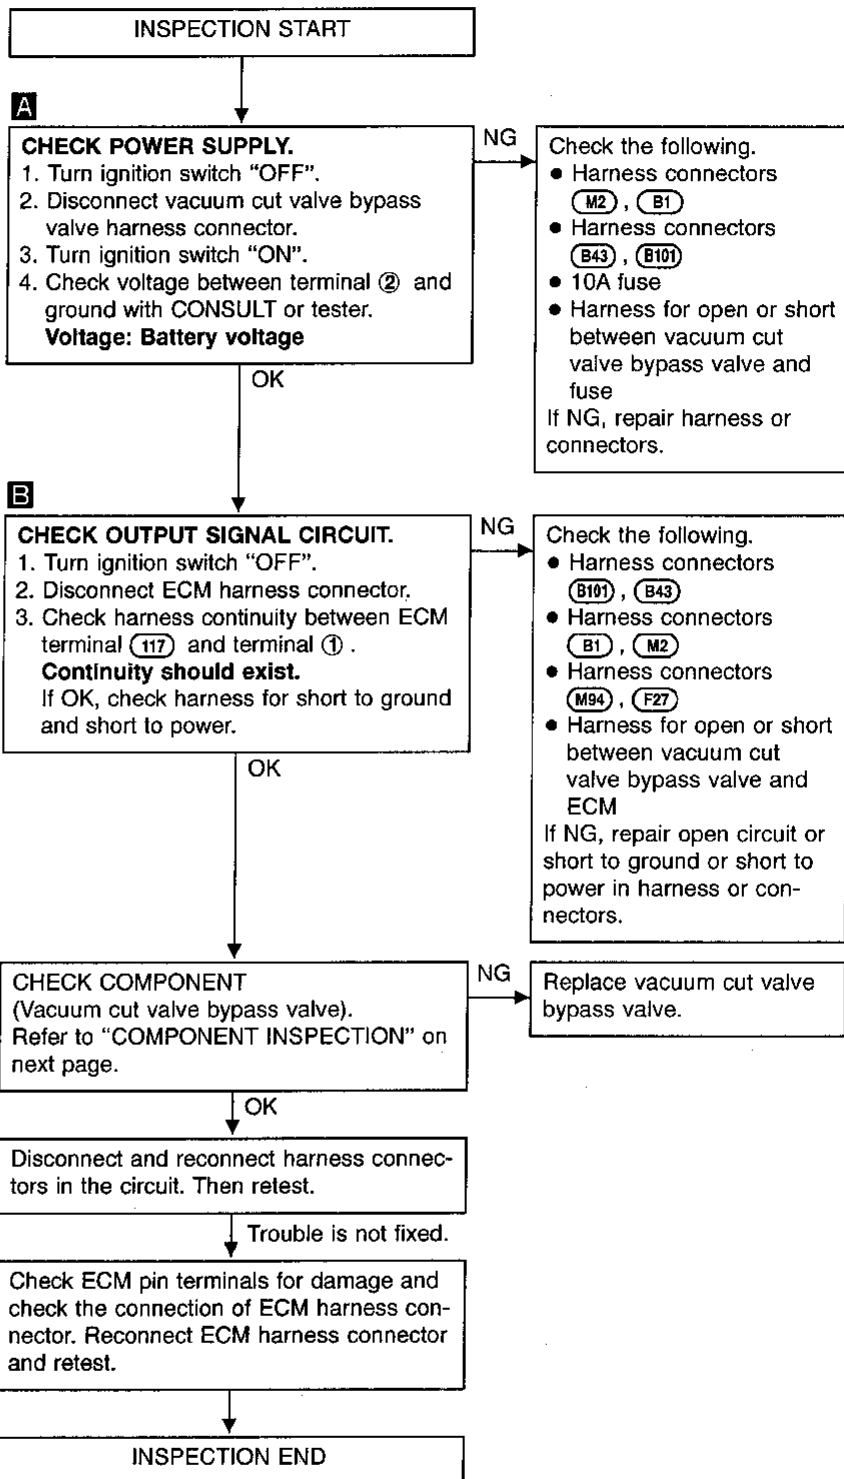 INSPECTION START
A
CHECK POWER SUPPLY.
1. Turn ignition switch “OFF”.
2. Disconnect vacuum cut valve bypass
valve harness connector.
3. Turn ignition switch “ON”.
4. Check voltage between terminal ② and
ground with CONSULT or tester.
Voltage: Battery voltage
NG
Check the following.
● Harness connectors
(M2), (B1)
● Harness connectors
(B43), (B101)
● 10A fuse
● Harness for open or short
between vacuum cut
valve bypass valve and
fuse
If NG, repair harness or
connectors.
OK
B
CHECK OUTPUT SIGNAL CIRCUIT.
1. Turn ignition switch “OFF”.
2. Disconnect ECM harness connector.
3. Check harness continuity between ECM
terminal (117) and terminal ①.
Continuity should exist.
If OK, check harness for short to ground
and short to power.
NG
Check the following.
● Harness connectors
(B101), (B43)
● Harness connectors
(B1), (M2)
● Harness connectors
(M94), (F27)
● Harness for open or short
between vacuum cut
valve bypass valve and
ECM
If NG, repair open circuit or
short to ground or short to
power in harness or con-
nectors.
OK
CHECK COMPONENT
(Vacuum cut valve bypass valve).
Refer to “COMPONENT INSPECTION” on
next page.
NG
Replace vacuum cut valve
bypass valve.
OK
Disconnect and reconnect harness connec-
tors in the circuit. Then retest.
Trouble is not fixed.
Check ECM pin terminals for damage and
check the connection of ECM harness con-
nector. Reconnect ECM harness connector
and retest.
INSPECTION END